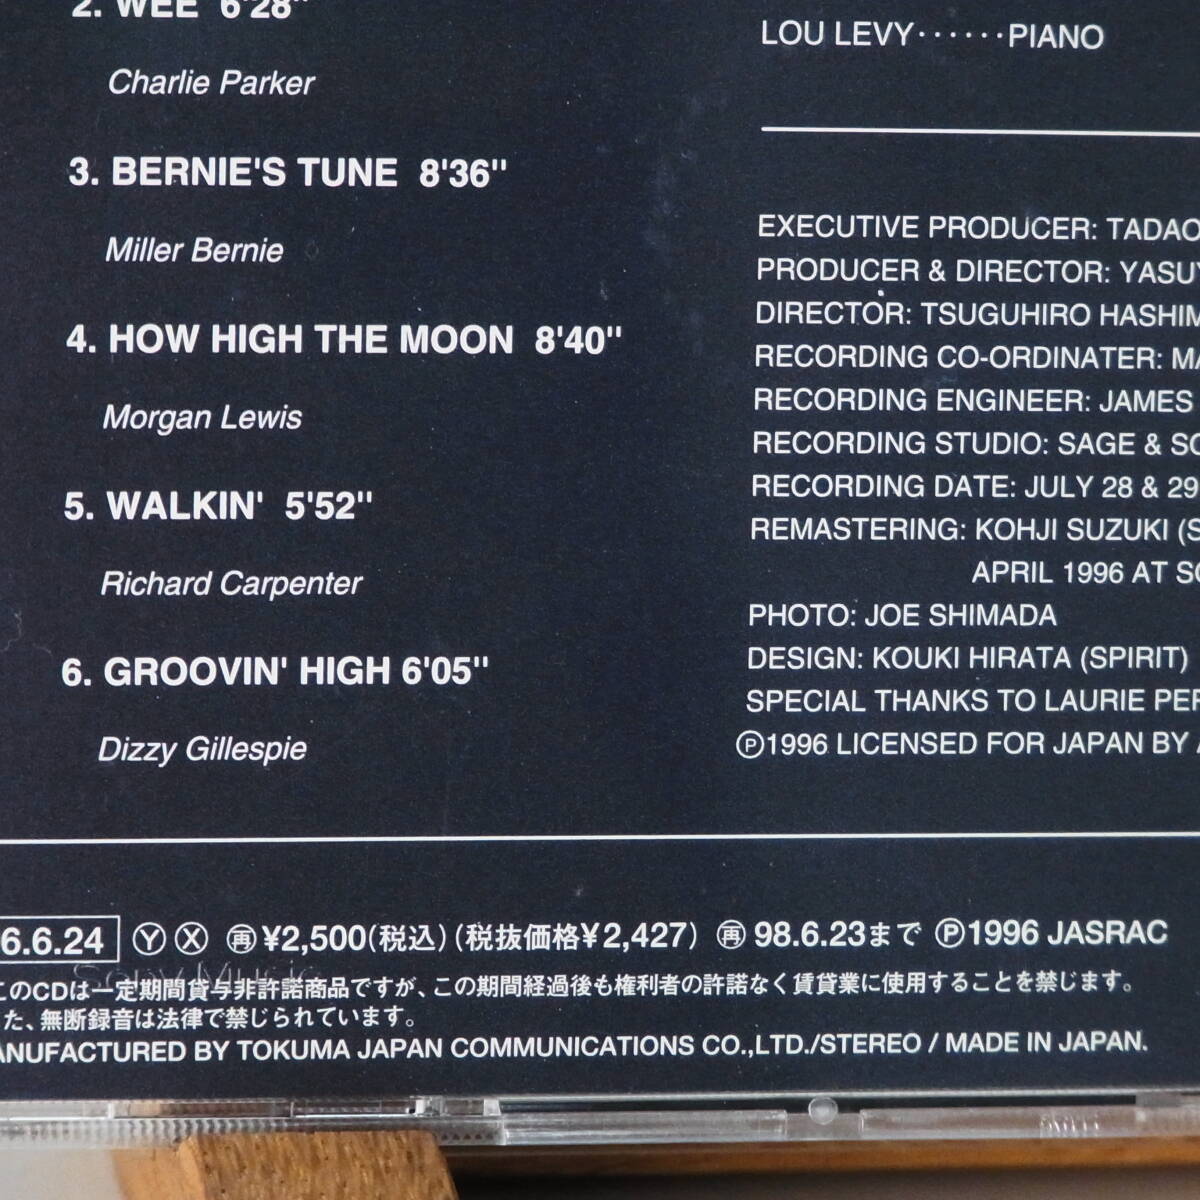 2. WEE 6'28"
Charlie Parker
3. BERNIE'S TUNE 8'36"
Miller Bernie
4. HOW HIGH THE MOON 8'40"
Morgan Lewis
5. WALKIN' 5'52"
Richard Carpenter
6. GROOVIN' HIGH 6'05"
Dizzy Gillespie
LOU LEVY······PIANO
EXECUTIVE PRODUCER: TADAO
PRODUCER & DIRECTOR: YASUY
DIRECTOR: TSUGUHIRO HASHIM
RECORDING CO-ORDINATER: MA
RECORDING ENGINEER: JAMES
RECORDING STUDIO: SAGE & SO
RECORDING DATE: JULY 28 & 29
REMASTERING: KOHJI SUZUKI (S
APRIL 1996 AT SO
PHOTO: JOE SHIMADA
DESIGN: KOUKI HIRATA (SPIRIT)
SPECIAL THANKS TO LAURIE PER
Ⓟ1996 LICENSED FOR JAPAN BY A
6.6.24 Ⓨ Ⓧ ㊢¥2,500(税込)(税抜価格¥2,427) ㊢98.6.23まで Ⓟ1996 JASRAC
Sony Music
このCDは一定期間貸与非許諾商品ですが、この期間経過後も権利者の許諾なく賃貸業に使用することを禁じます。
た、無断録音は法律で禁じられています。
ANUFACTURED BY TOKUMA JAPAN COMMUNICATIONS CO.,LTD./STEREO / MADE IN JAPAN.